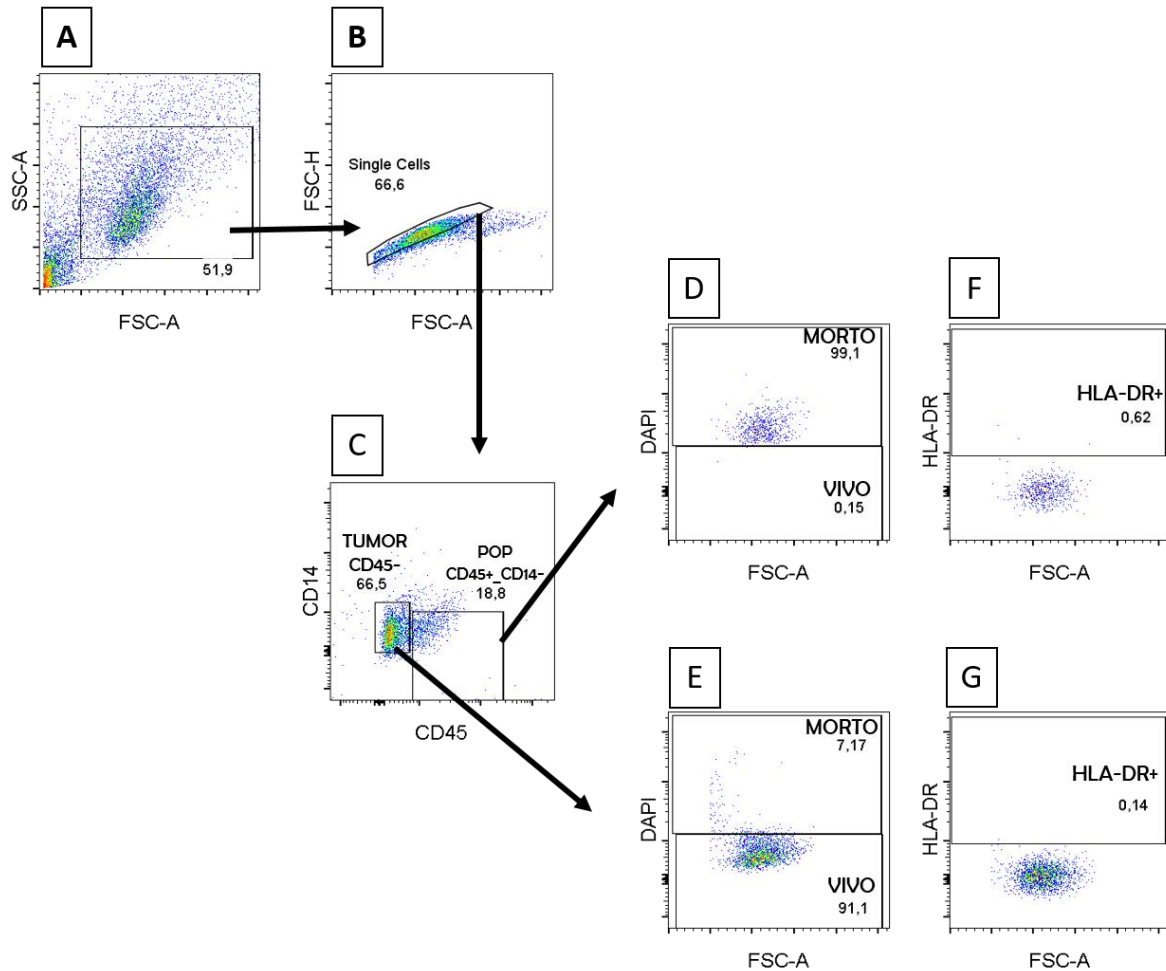 A
B
SSC-A
51,9
FSC-A
FSC-H
Single Cells
66,6
FSC-A
C
CD14
TUMOR
CD45-
66,5
POP
CD45+_CD14-
18,8
CD45
D
DAPI
MORTO
99,1
VIVO
0,15
FSC-A
F
HLA-DR
HLA-DR+
0,62
FSC-A
E
DAPI
MORTO
7,17
VIVO
91,1
FSC-A
G
HLA-DR
HLA-DR+
0,14
FSC-A